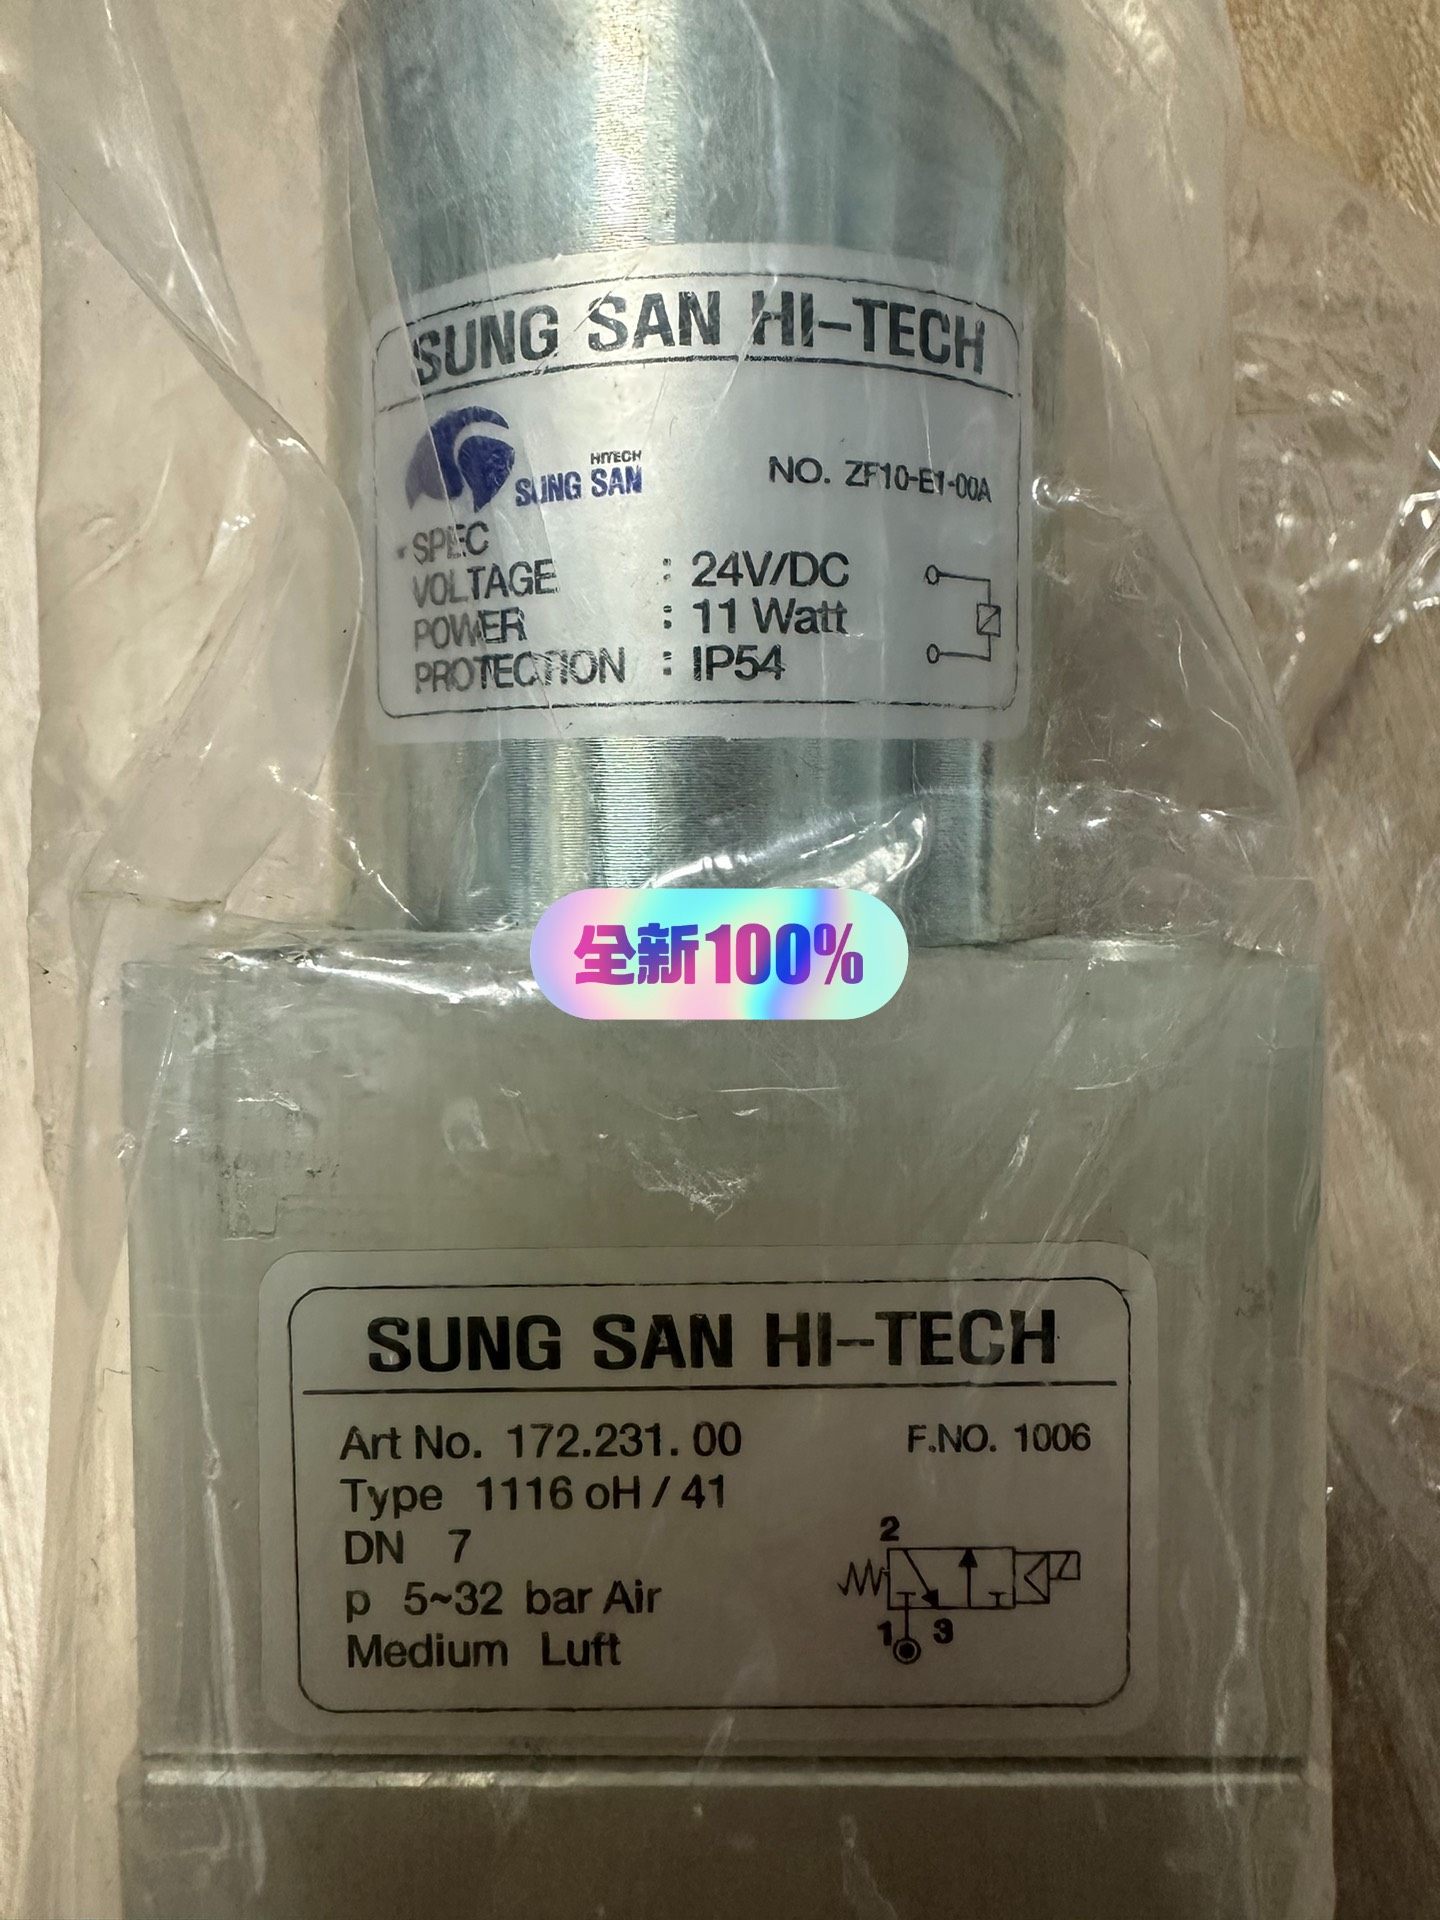 SUNG SAN HI-TECH
HITECH
SUNG SAN
NO. ZF10-E1-00A
SPEC
VOLTAGE : 24V/DC
POWER : 11 Watt
PROTECTION : IP54
全新100%
SUNG SAN HI-TECH
Art No. 172.231.00 F.NO. 1006
Type 1116 oH / 41
DN 7
p 5~32 bar Air
Medium Luft
2
1 3